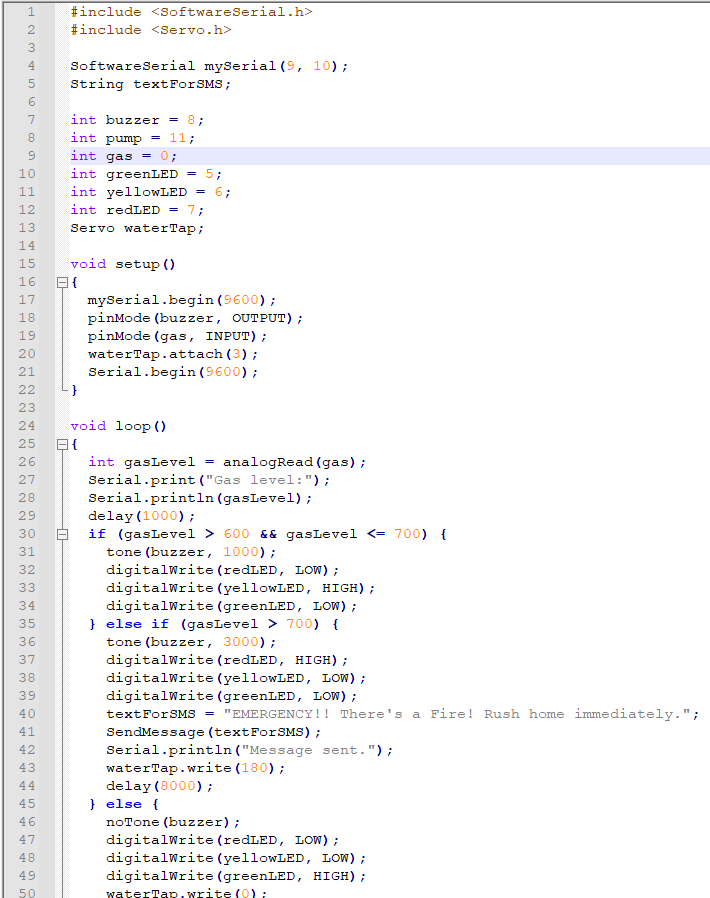 1 #include <SoftwareSerial.h>
2 #include <Servo.h>
3
4 SoftwareSerial mySerial(9, 10);
5 String textForSMS;
6
7 int buzzer = 8;
8 int pump = 11;
9 int gas = 0;
10 int greenLED = 5;
11 int yellowLED = 6;
12 int redLED = 7;
13 Servo waterTap;
14
15 void setup()
16 {
17   mySerial.begin(9600);
18   pinMode(buzzer, OUTPUT);
19   pinMode(gas, INPUT);
20   waterTap.attach(3);
21   Serial.begin(9600);
22 }
23
24 void loop()
25 {
26   int gasLevel = analogRead(gas);
27   Serial.print("Gas level:");
28   Serial.println(gasLevel);
29   delay(1000);
30   if (gasLevel > 600 && gasLevel <= 700) {
31     tone(buzzer, 1000);
32     digitalWrite(redLED, LOW);
33     digitalWrite(yellowLED, HIGH);
34     digitalWrite(greenLED, LOW);
35   } else if (gasLevel > 700) {
36     tone(buzzer, 3000);
37     digitalWrite(redLED, HIGH);
38     digitalWrite(yellowLED, LOW);
39     digitalWrite(greenLED, LOW);
40     textForSMS = "EMERGENCY!! There's a Fire! Rush home immediately.";
41     SendMessage(textForSMS);
42     Serial.println("Message sent.");
43     waterTap.write(180);
44     delay(8000);
45   } else {
46     noTone(buzzer);
47     digitalWrite(redLED, LOW);
48     digitalWrite(yellowLED, LOW);
49     digitalWrite(greenLED, HIGH);
50     waterTap.write(0);